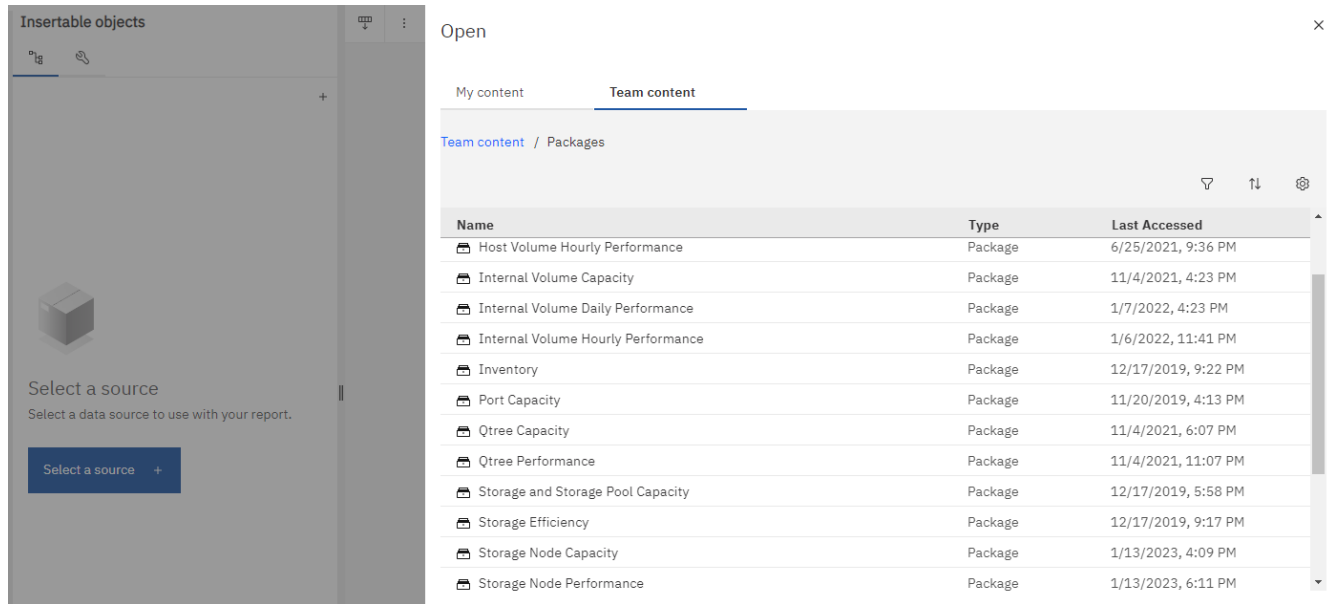 Insertable objects
Select a source
Select a data source to use with your report.
Select a source +
Open
My content
Team content
Team content / Packages
Name Type Last Accessed
Host Volume Hourly Performance Package 6/25/2021, 9:36 PM
Internal Volume Capacity Package 11/4/2021, 4:23 PM
Internal Volume Daily Performance Package 1/7/2022, 4:23 PM
Internal Volume Hourly Performance Package 1/6/2022, 11:41 PM
Inventory Package 12/17/2019, 9:22 PM
Port Capacity Package 11/20/2019, 4:13 PM
Qtree Capacity Package 11/4/2021, 6:07 PM
Qtree Performance Package 11/4/2021, 11:07 PM
Storage and Storage Pool Capacity Package 12/17/2019, 5:58 PM
Storage Efficiency Package 12/17/2019, 9:17 PM
Storage Node Capacity Package 1/13/2023, 4:09 PM
Storage Node Performance Package 1/13/2023, 6:11 PM